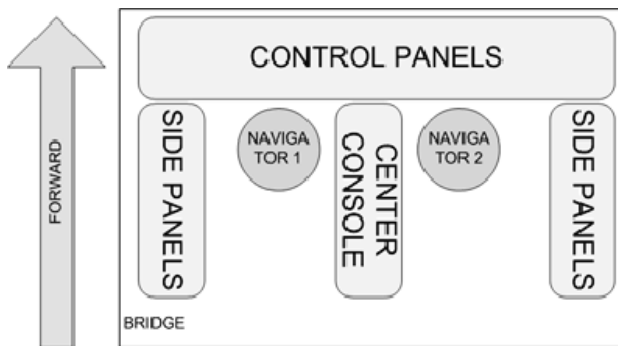 CONTROL PANELS
FORWARD
SIDE PANELS
NAVIGA
TOR 1
CENTER
CONSOLE
NAVIGA
TOR 2
SIDE PANELS
BRIDGE